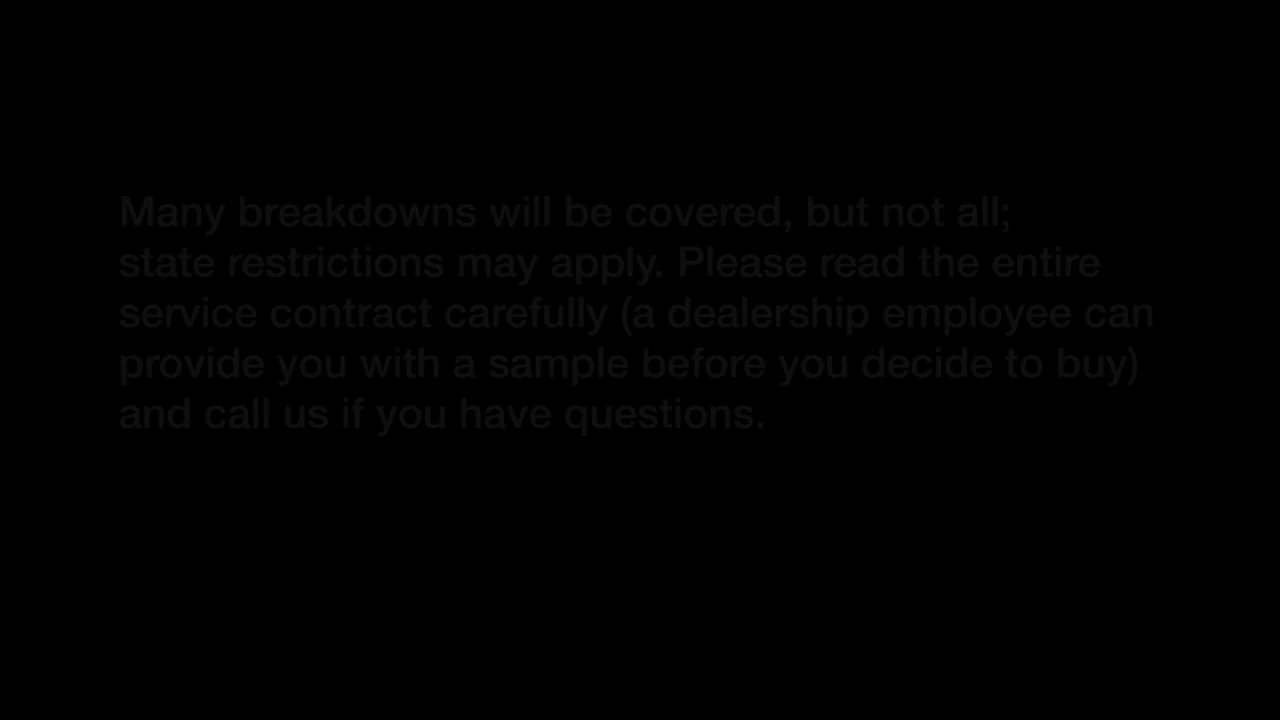 Many breakdowns will be covered, but not all;
state restrictions may apply. Please read the entire
service contract carefully (a dealership employee can
provide you with a sample before you decide to buy)
and call us if you have questions.